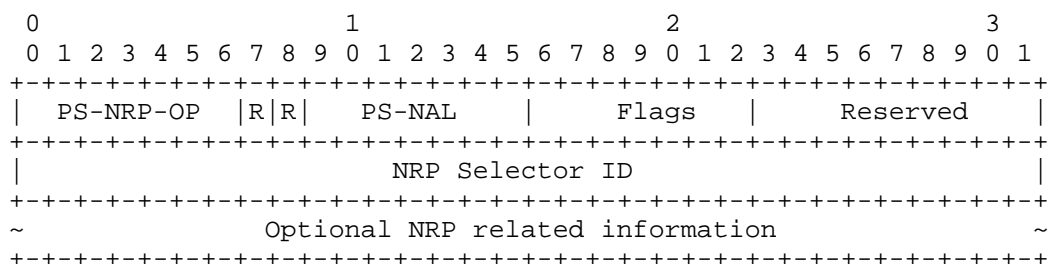 0                   1                   2                   3
 0 1 2 3 4 5 6 7 8 9 0 1 2 3 4 5 6 7 8 9 0 1 2 3 4 5 6 7 8 9 0 1
+-+-+-+-+-+-+-+-+-+-+-+-+-+-+-+-+-+-+-+-+-+-+-+-+-+-+-+-+-+-+-+-+
|  PS-NRP-OP  |R|R|   PS-NAL    |     Flags   |     Reserved    |
+-+-+-+-+-+-+-+-+-+-+-+-+-+-+-+-+-+-+-+-+-+-+-+-+-+-+-+-+-+-+-+-+
|                       NRP Selector ID                         |
+-+-+-+-+-+-+-+-+-+-+-+-+-+-+-+-+-+-+-+-+-+-+-+-+-+-+-+-+-+-+-+-+
~               Optional NRP related information                ~
+-+-+-+-+-+-+-+-+-+-+-+-+-+-+-+-+-+-+-+-+-+-+-+-+-+-+-+-+-+-+-+-+